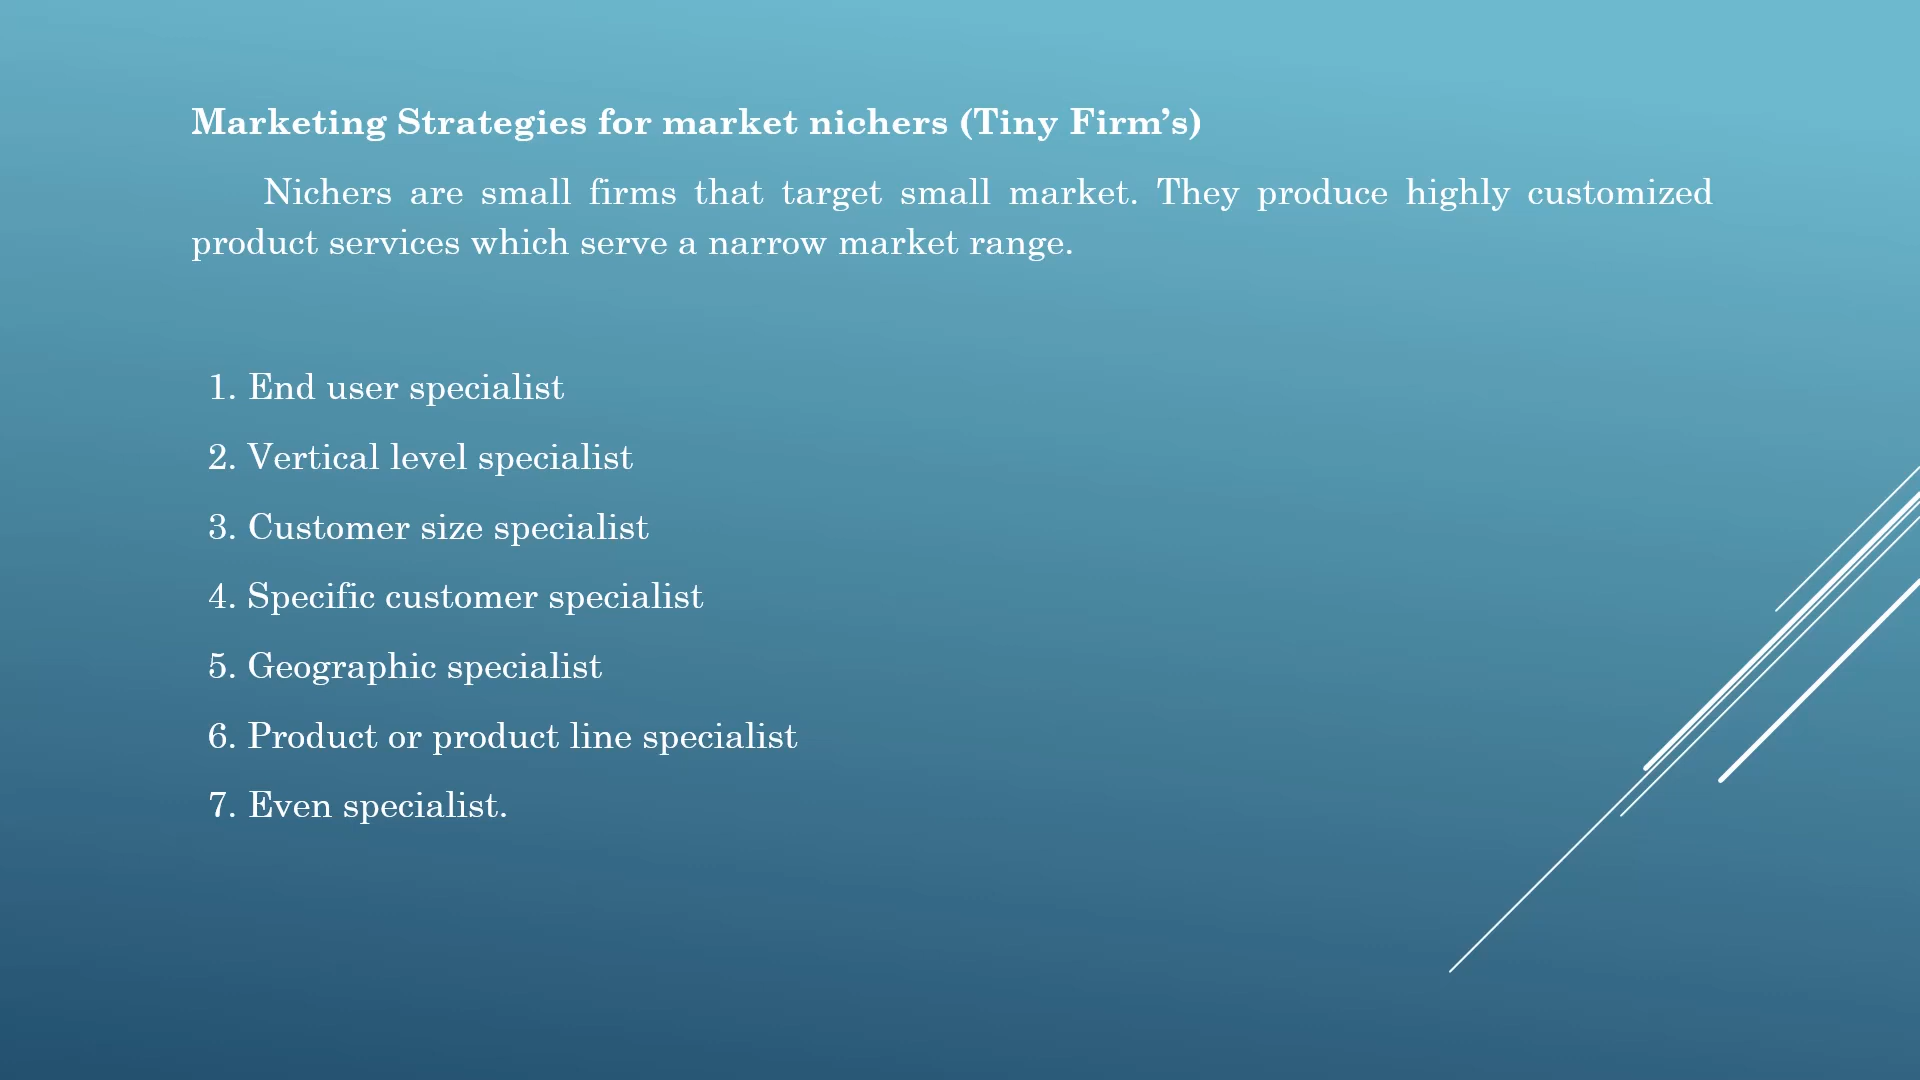 Marketing Strategies for market nichers (Tiny Firm’s)
Nichers are small firms that target small market. They produce highly customized
product services which serve a narrow market range.
1. End user specialist
2. Vertical level specialist
3. Customer size specialist
4. Specific customer specialist
5. Geographic specialist
6. Product or product line specialist
7. Even specialist.